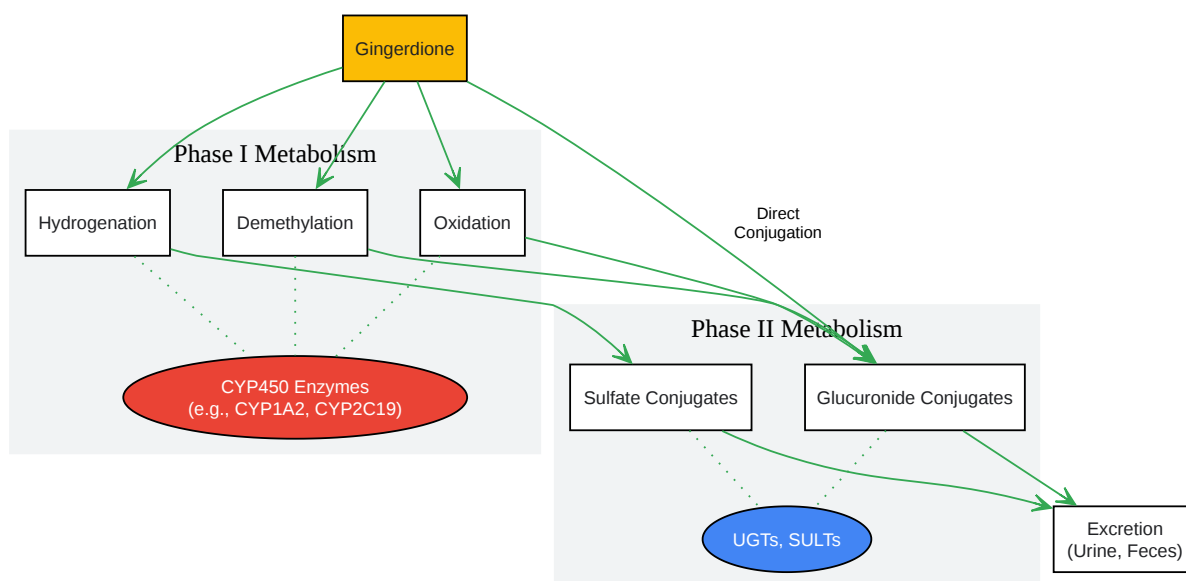 Gingerdione
Phase I Metabolism
Hydrogenation
Demethylation
Oxidation
Direct
Conjugation
Phase II Metabolism
CYP450 Enzymes
(e.g., CYP1A2, CYP2C19)
Sulfate Conjugates
Glucuronide Conjugates
UGTs, SULTs
Excretion
(Urine, Feces)